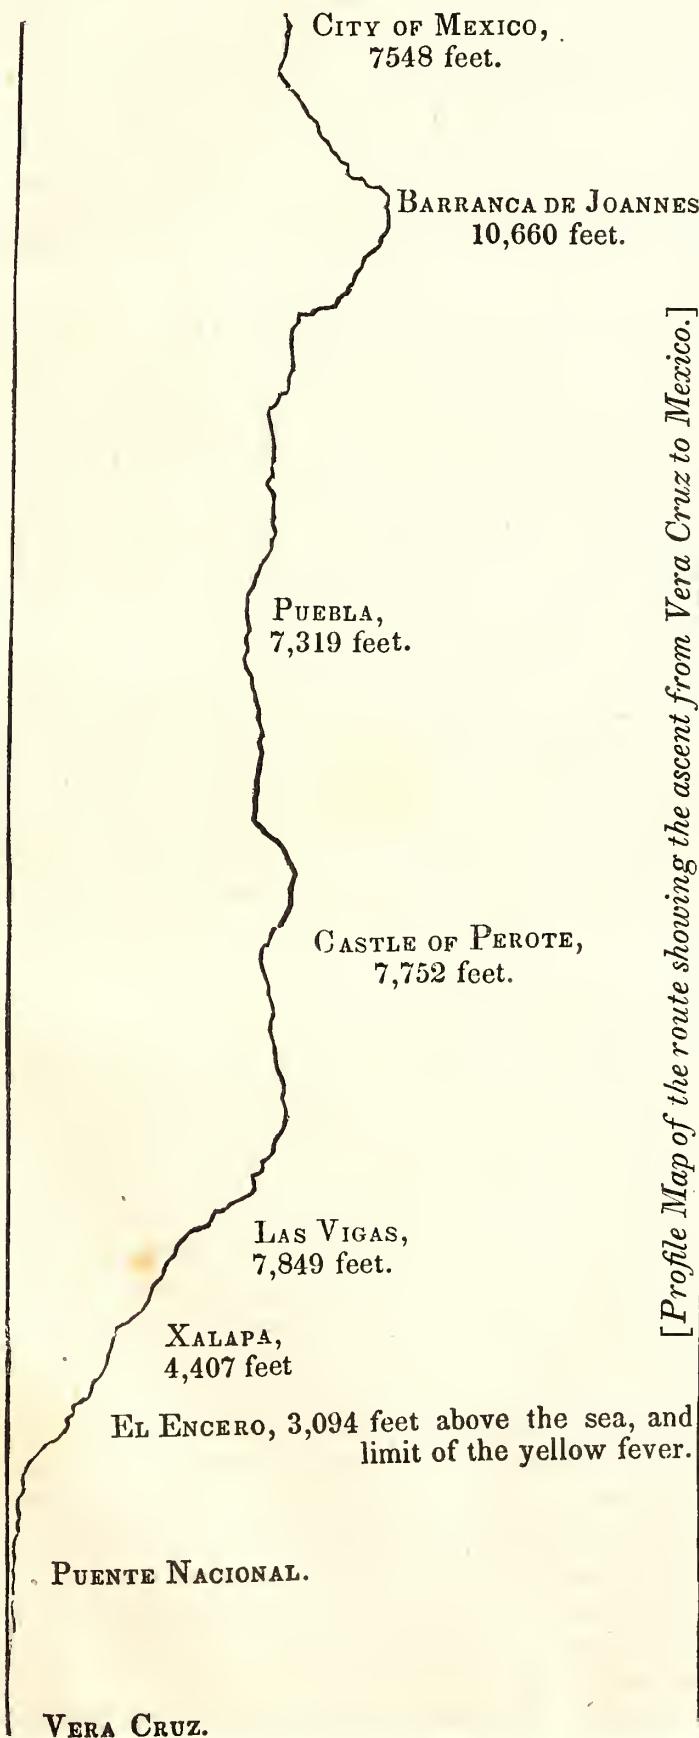 City of Mexico,
7548 feet.
Barranca de Joannes
10,660 feet.
Puebla,
7,319 feet.
Castle of Perote,
7,752 feet.
Las Vigas,
7,849 feet.
Xalapa,
4,407 feet
El Encero, 3,094 feet above the sea, and
limit of the yellow fever.
Puente Nacional.
Vera Cruz.
[Profile Map of the route showing the ascent from Vera Cruz to Mexico.]